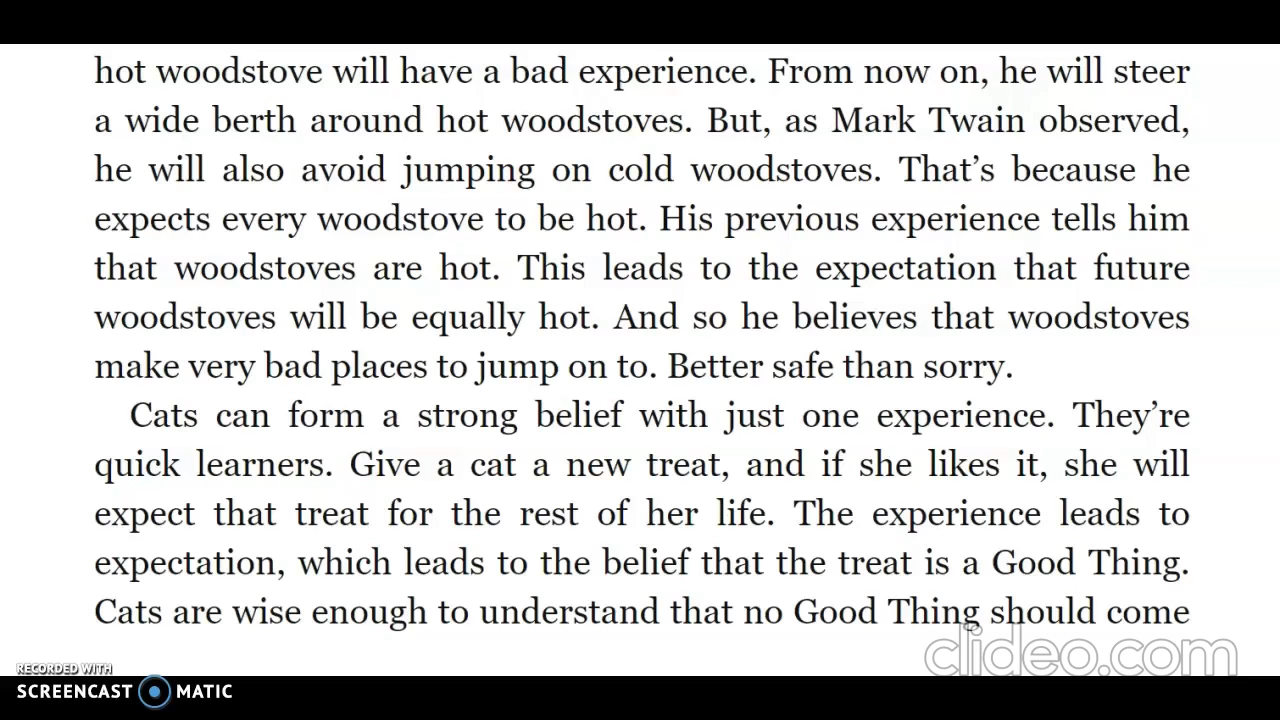 hot woodstove will have a bad experience. From now on, he will steer
a wide berth around hot woodstoves. But, as Mark Twain observed,
he will also avoid jumping on cold woodstoves. That’s because he
expects every woodstove to be hot. His previous experience tells him
that woodstoves are hot. This leads to the expectation that future
woodstoves will be equally hot. And so he believes that woodstoves
make very bad places to jump on to. Better safe than sorry.
Cats can form a strong belief with just one experience. They’re
quick learners. Give a cat a new treat, and if she likes it, she will
expect that treat for the rest of her life. The experience leads to
expectation, which leads to the belief that the treat is a Good Thing.
Cats are wise enough to understand that no Good Thing should come
clideo.com
RECORDED WITH
SCREENCAST MATIC